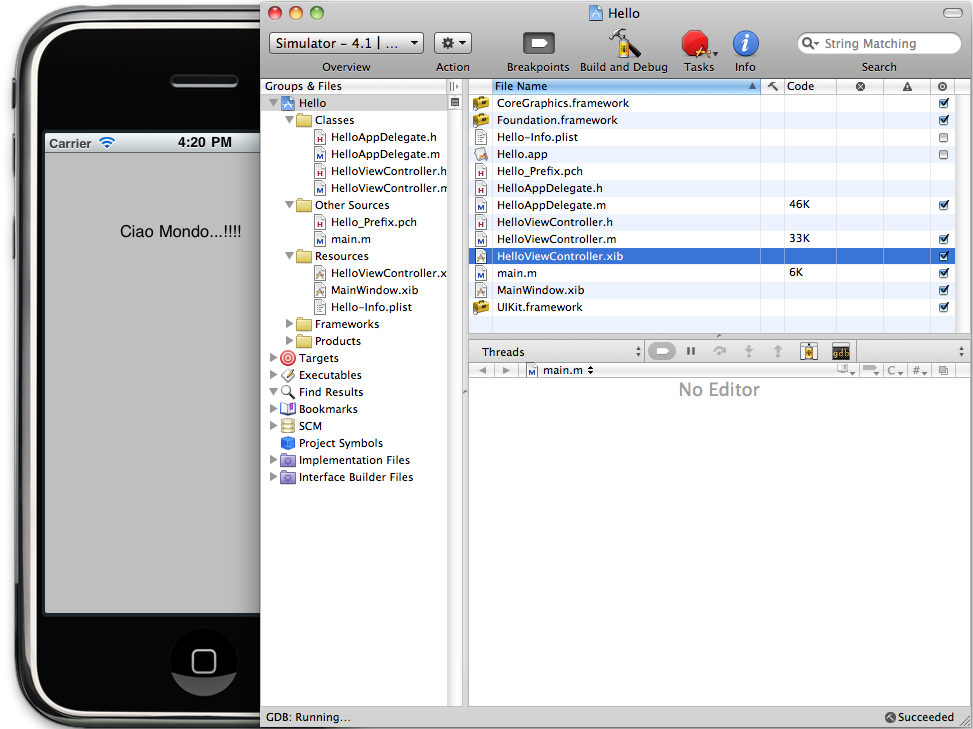 Carrier 4:20 PM
Ciao Mondo...!!!!
Hello
Simulator – 4.1 | ...
String Matching
Overview Action Breakpoints Build and Debug Tasks Info Search
Groups & Files
Hello
Classes
HelloAppDelegate.h
HelloAppDelegate.m
HelloViewController.h
HelloViewController.m
Other Sources
Hello_Prefix.pch
main.m
Resources
HelloViewController.x
MainWindow.xib
Hello-Info.plist
Frameworks
Products
Targets
Executables
Find Results
Bookmarks
SCM
Project Symbols
Implementation Files
Interface Builder Files
File Name Code
CoreGraphics.framework
Foundation.framework
Hello-Info.plist
Hello.app
Hello_Prefix.pch
HelloAppDelegate.h
HelloAppDelegate.m 46K
HelloViewController.h
HelloViewController.m 33K
HelloViewController.xib
main.m 6K
MainWindow.xib
UIKit.framework
Threads gdb
main.m C #
No Editor
GDB: Running... Succeeded